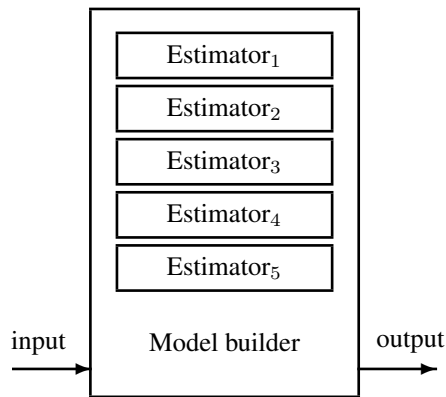 Estimator₁
Estimator₂
Estimator₃
Estimator₄
Estimator₅
input
Model builder
output